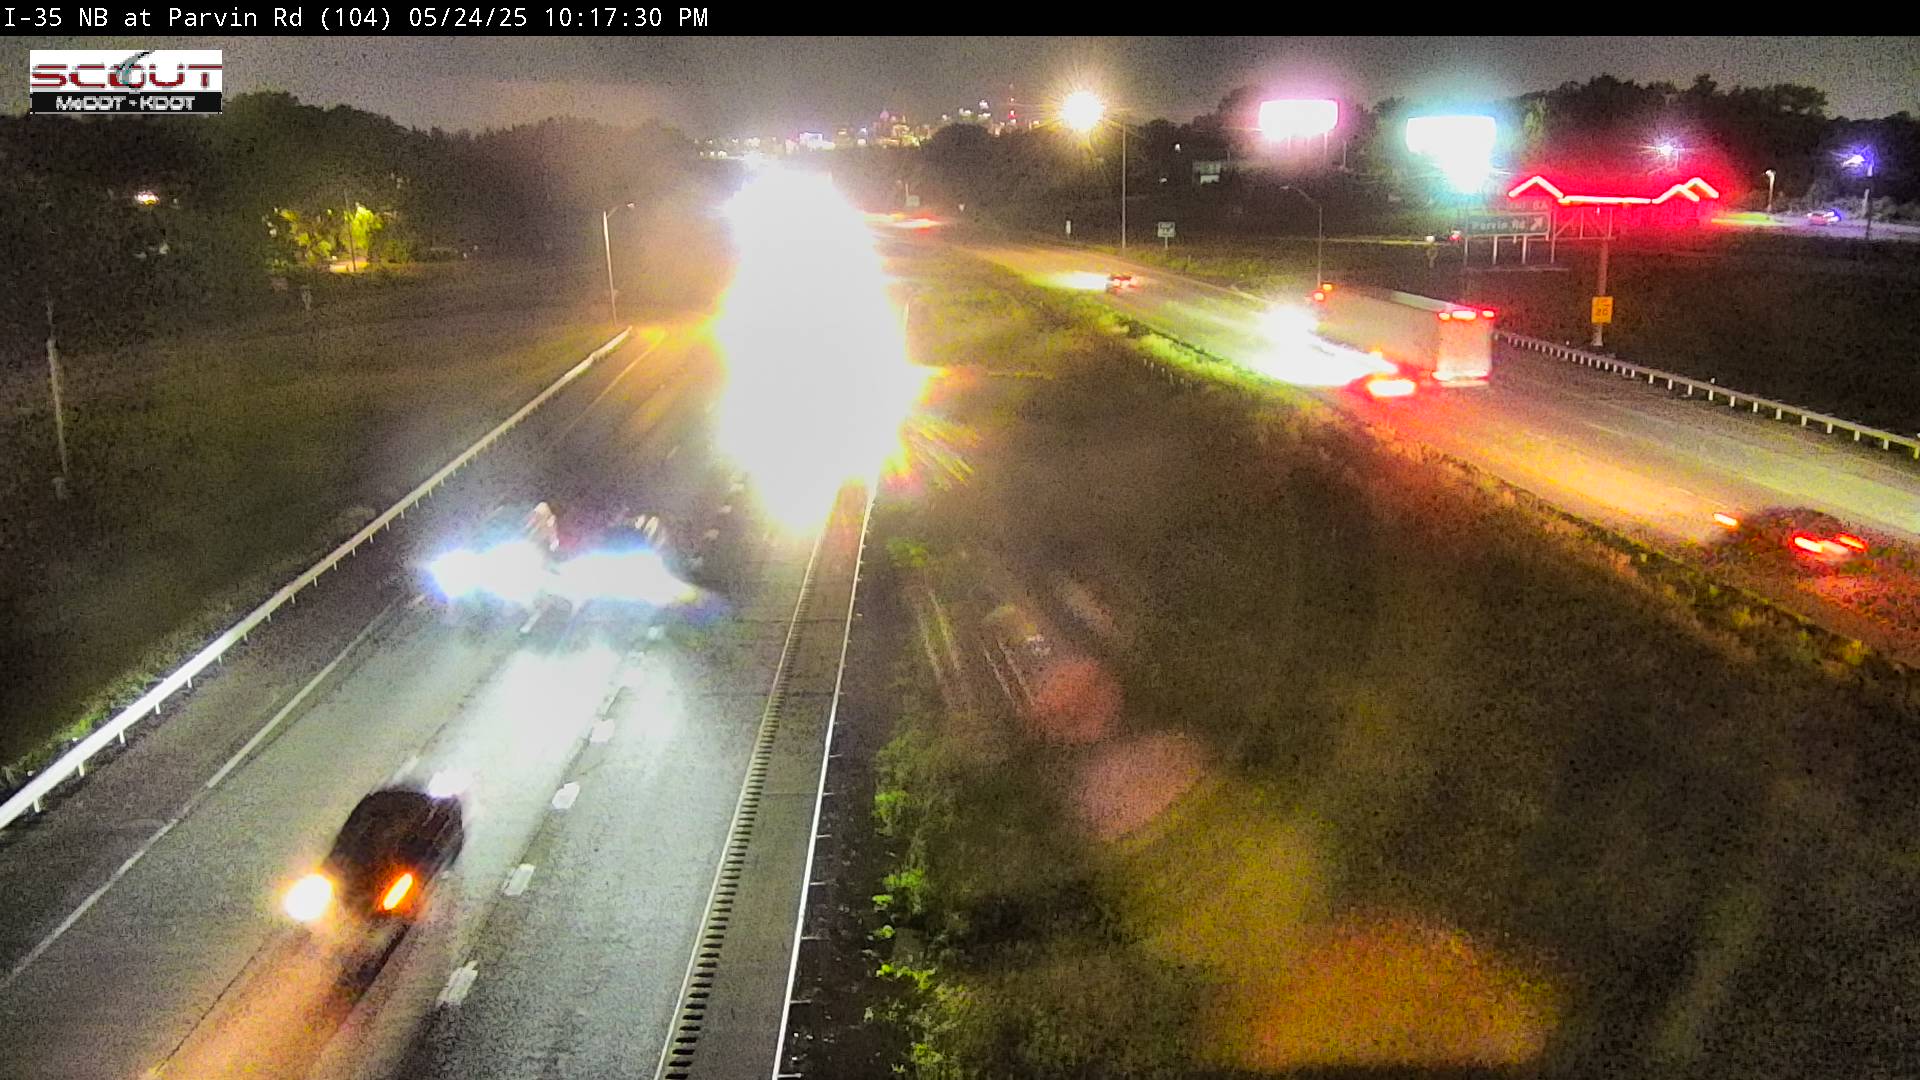 I-35 NB at Parvin Rd (104) 05/24/25 10:17:30 PM
SCOUT
MoDOT - KDOT
Parvin Rd